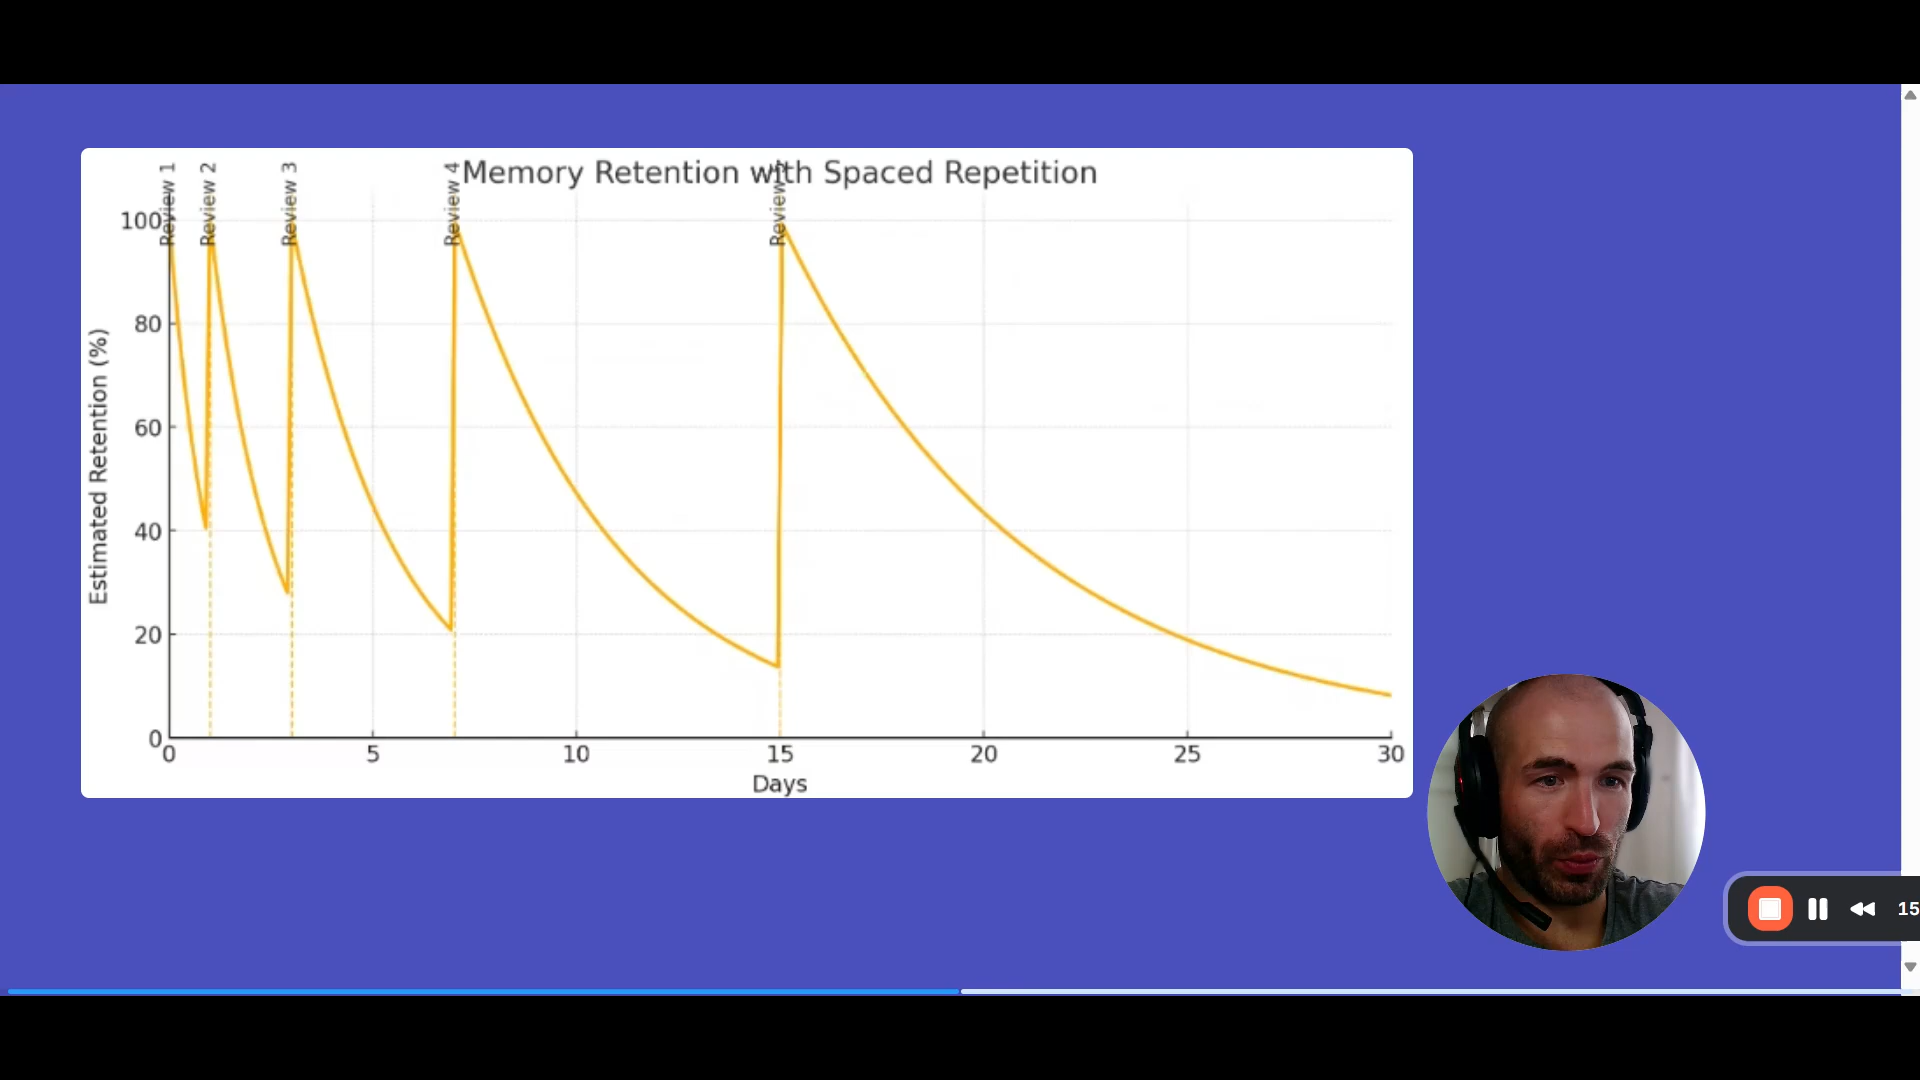 Memory Retention with Spaced Repetition
Review 1
Review 2
Review 3
Review 4
Review
Estimated Retention (%)
100
80
60
40
20
0
0 5 10 15 20 25 30
Days
15